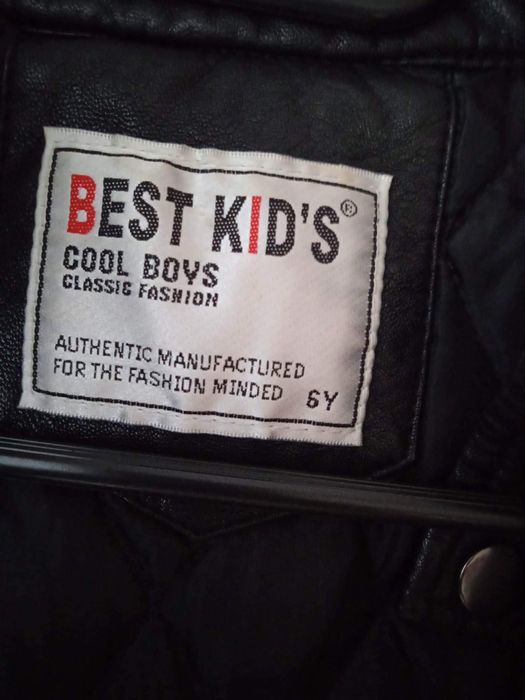 BEST KID'S®
COOL BOYS
CLASSIC FASHION
AUTHENTIC MANUFACTURED
FOR THE FASHION MINDED 6Y